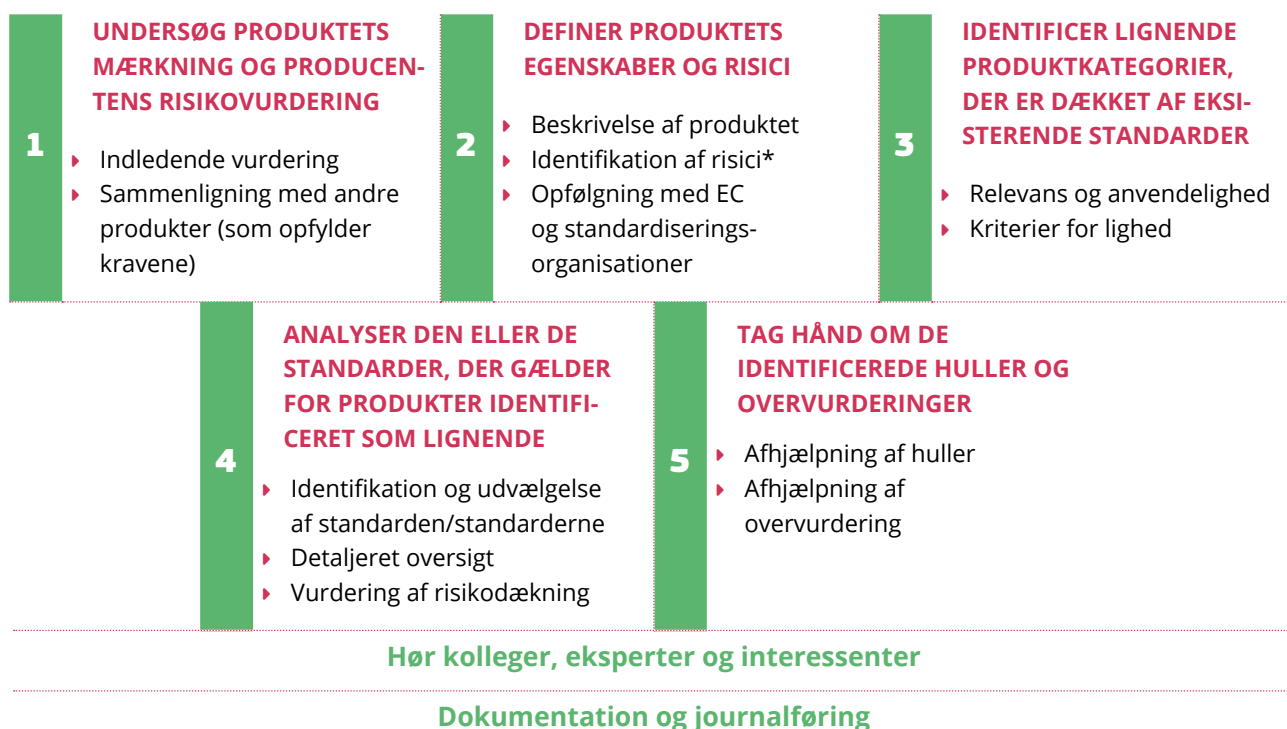 1
UNDERSØG PRODUKTETS
MÆRKNING OG PRODUCEN-
TENS RISIKOVURDERING
Indledende vurdering
Sammenligning med andre
produkter (som opfylder
kravene)
2
DEFINER PRODUKTETS
EGENSKABER OG RISICI
Beskrivelse af produktet
Identifikation af risici*
Opfølgning med EC
og standardiserings-
organisationer
3
IDENTIFICER LIGNENDE
PRODUKTKATEGORIER,
DER ER DÆKKET AF EKSI-
STERENDE STANDARDER
Relevans og anvendelighed
Kriterier for lighed
4
ANALYSER DEN ELLER DE
STANDARDER, DER GÆLDER
FOR PRODUKTER IDENTIFI-
CERET SOM LIGNENDE
Identifikation og udvælgelse
af standarden/standarderne
Detaljeret oversigt
Vurdering af risikodækning
5
TAG HÅND OM DE
IDENTIFICEREDE HULLER OG
OVERVURDERINGER
Afhjælpning af huller
Afhjælpning af
overvurdering
Hør kolleger, eksperter og interessenter
Dokumentation og journalføring